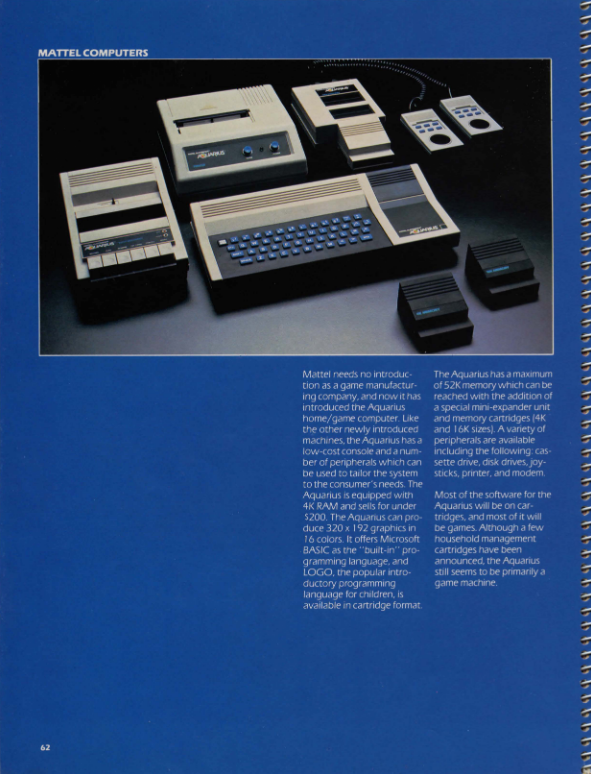 MATTEL COMPUTERS
AQUARIUS
AQUARIUS
AQUARIUS
Mattel needs no introduc-
tion as a game manufactur-
ing company, and now it has
introduced the Aquarius
home/game computer. Like
the other newly introduced
machines, the Aquarius has a
low-cost console and a num-
ber of peripherals which can
be used to tailor the system
to the consumer's needs. The
Aquarius is equipped with
4K RAM and sells for under
$200. The Aquarius can pro-
duce 320 x 192 graphics in
16 colors. It offers Microsoft
BASIC as the "built-in" pro-
gramming language, and
LOGO, the popular intro-
ductory programming
language for children, is
available in cartridge format.
The Aquarius has a maximum
of 52K memory which can be
reached with the addition of
a special mini-expander unit
and memory cartridges (4K
and 16K sizes). A variety of
peripherals are available
including the following: cas-
sette drive, disk drives, joy-
sticks, printer, and modem.
Most of the software for the
Aquarius will be on car-
tridges, and most of it will
be games. Although a few
household management
cartridges have been
announced, the Aquarius
still seems to be primarily a
game machine.
62